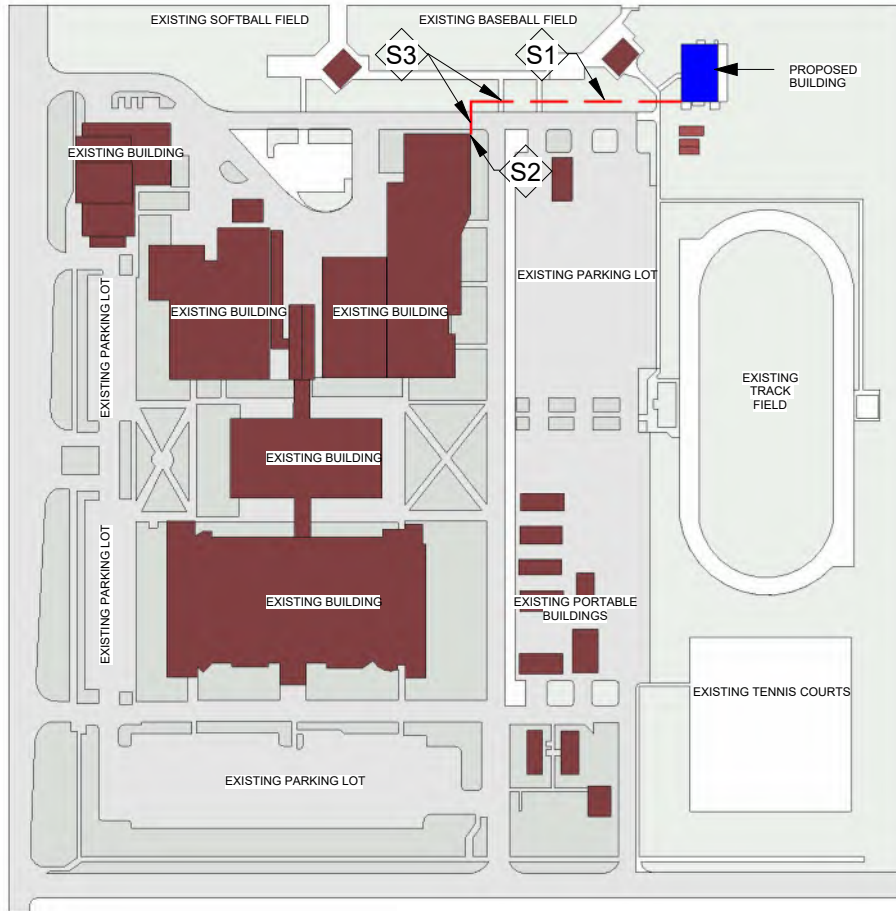 EXISTING SOFTBALL FIELD
EXISTING BASEBALL FIELD
S3
S1
PROPOSED
BUILDING
EXISTING BUILDING
S2
EXISTING PARKING LOT
EXISTING PARKING LOT
EXISTING BUILDING
EXISTING BUILDING
EXISTING
TRACK
FIELD
EXISTING BUILDING
EXISTING PARKING LOT
EXISTING BUILDING
EXISTING PORTABLE
BUILDINGS
EXISTING TENNIS COURTS
EXISTING PARKING LOT